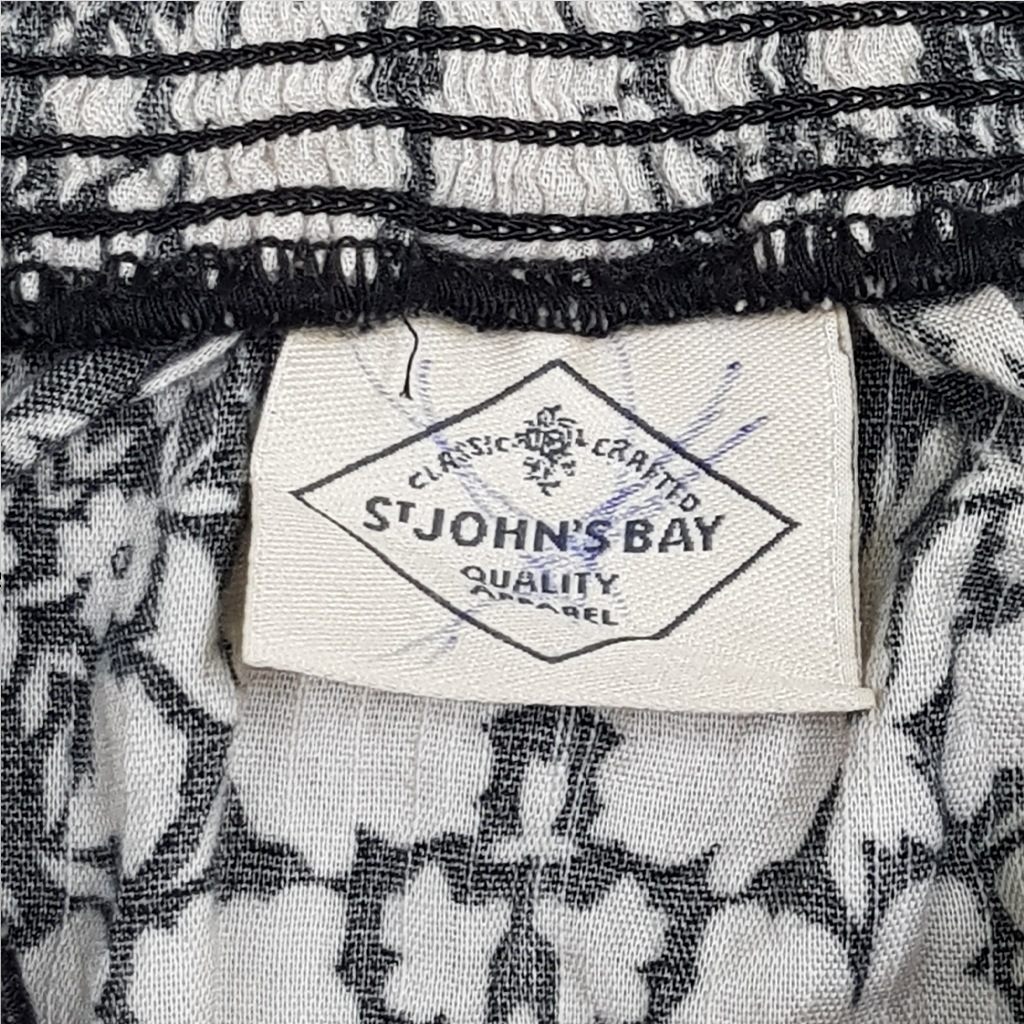 CLASSIC CRAFTED
ST JOHN'S BAY
QUALITY
APPAREL